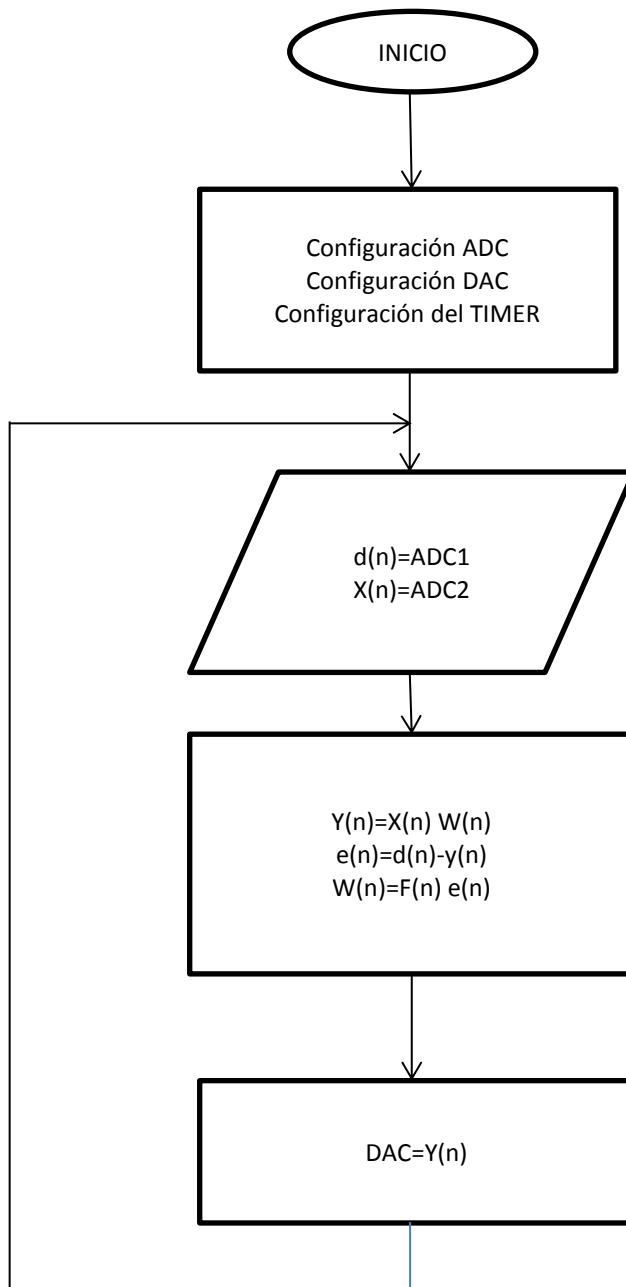 INICIO
Configuración ADC
Configuración DAC
Configuración del TIMER
d(n)=ADC1
X(n)=ADC2
Y(n)=X(n) W(n)
e(n)=d(n)-y(n)
W(n)=F(n) e(n)
DAC=Y(n)